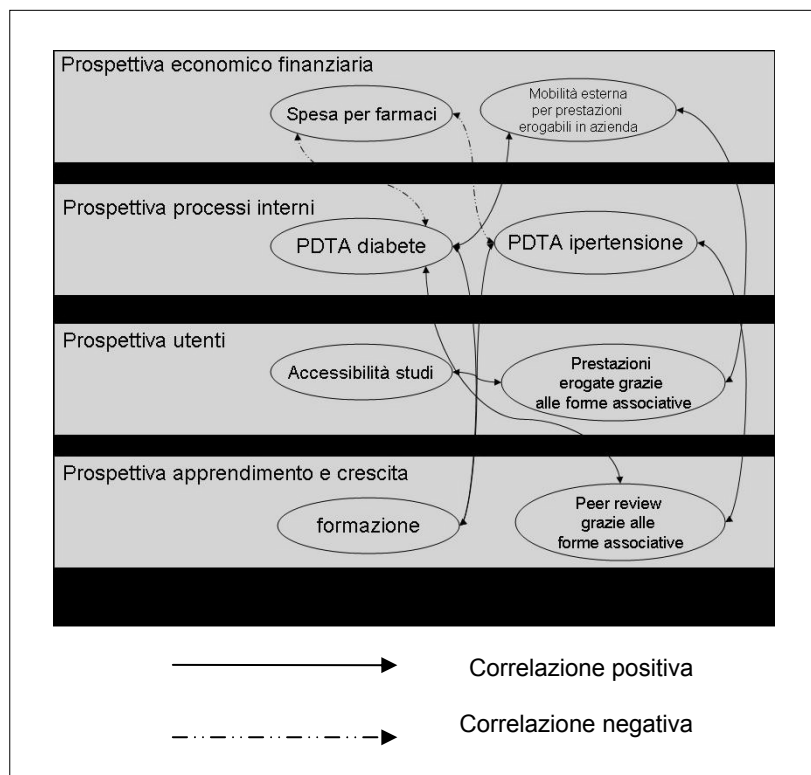 Prospettiva economico finanziaria
Spesa per farmaci
Mobilità esterna
per prestazioni
erogabili in azienda
Prospettiva processi interni
PDTA diabete
PDTA ipertensione
Prospettiva utenti
Accessibilità studi
Prestazioni
erogate grazie
alle forme associative
Prospettiva apprendimento e crescita
formazione
Peer review
grazie alle
forme associative
Correlazione positiva
Correlazione negativa